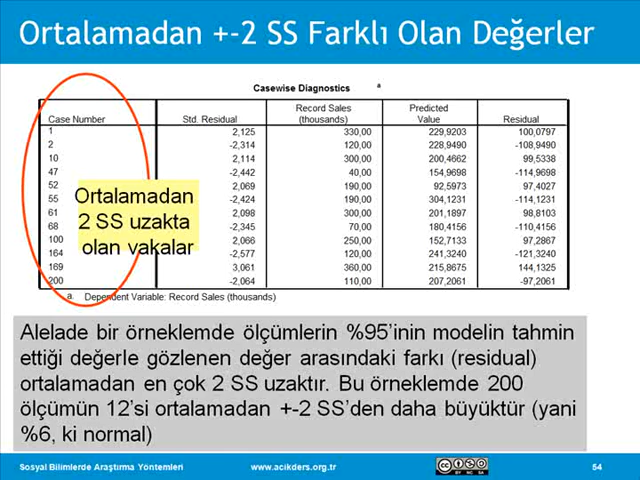 Ortalamadan +-2 SS Farklı Olan Değerler
Casewise Diagnostics a
Case Number Std. Residual Record Sales (thousands) Predicted Value Residual
1 2,125 330,00 229,9203 100,0797
2 -2,314 120,00 228,9490 -108,9490
10 2,114 300,00 200,4662 99,5338
47 -2,442 40,00 154,9698 -114,9698
52 2,069 190,00 92,5973 97,4027
55 -2,424 190,00 304,1231 -114,1231
61 2,098 300,00 201,1897 98,8103
68 -2,345 70,00 180,4156 -110,4156
100 2,066 250,00 152,7133 97,2867
164 -2,577 120,00 241,3240 -121,3240
169 3,061 360,00 215,8675 144,1325
200 -2,064 110,00 207,2061 -97,2061
Ortalamadan
2 SS uzakta
olan vakalar
a. Dependent Variable: Record Sales (thousands)
Alelade bir örneklemde ölçümlerin %95’inin modelin tahmin
ettiği değerle gözlenen değer arasındaki farkı (residual)
ortalamadan en çok 2 SS uzaktır. Bu örneklemde 200
ölçümün 12’si ortalamadan +-2 SS’den daha büyüktür (yani
%6, ki normal)
Sosyal Bilimlerde Araştırma Yöntemleri www.acikders.org.tr cc BY NC SA 54